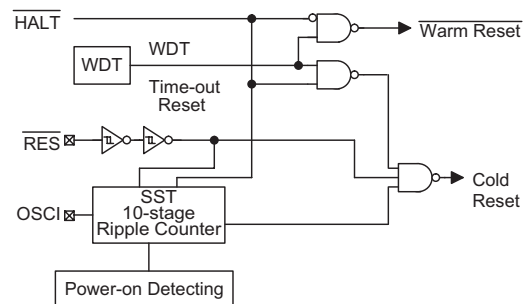 HALT
WDT
Warm Reset
WDT
Time-out
Reset
RES
Cold
Reset
OSCI
SST
10-stage
Ripple Counter
Power-on Detecting